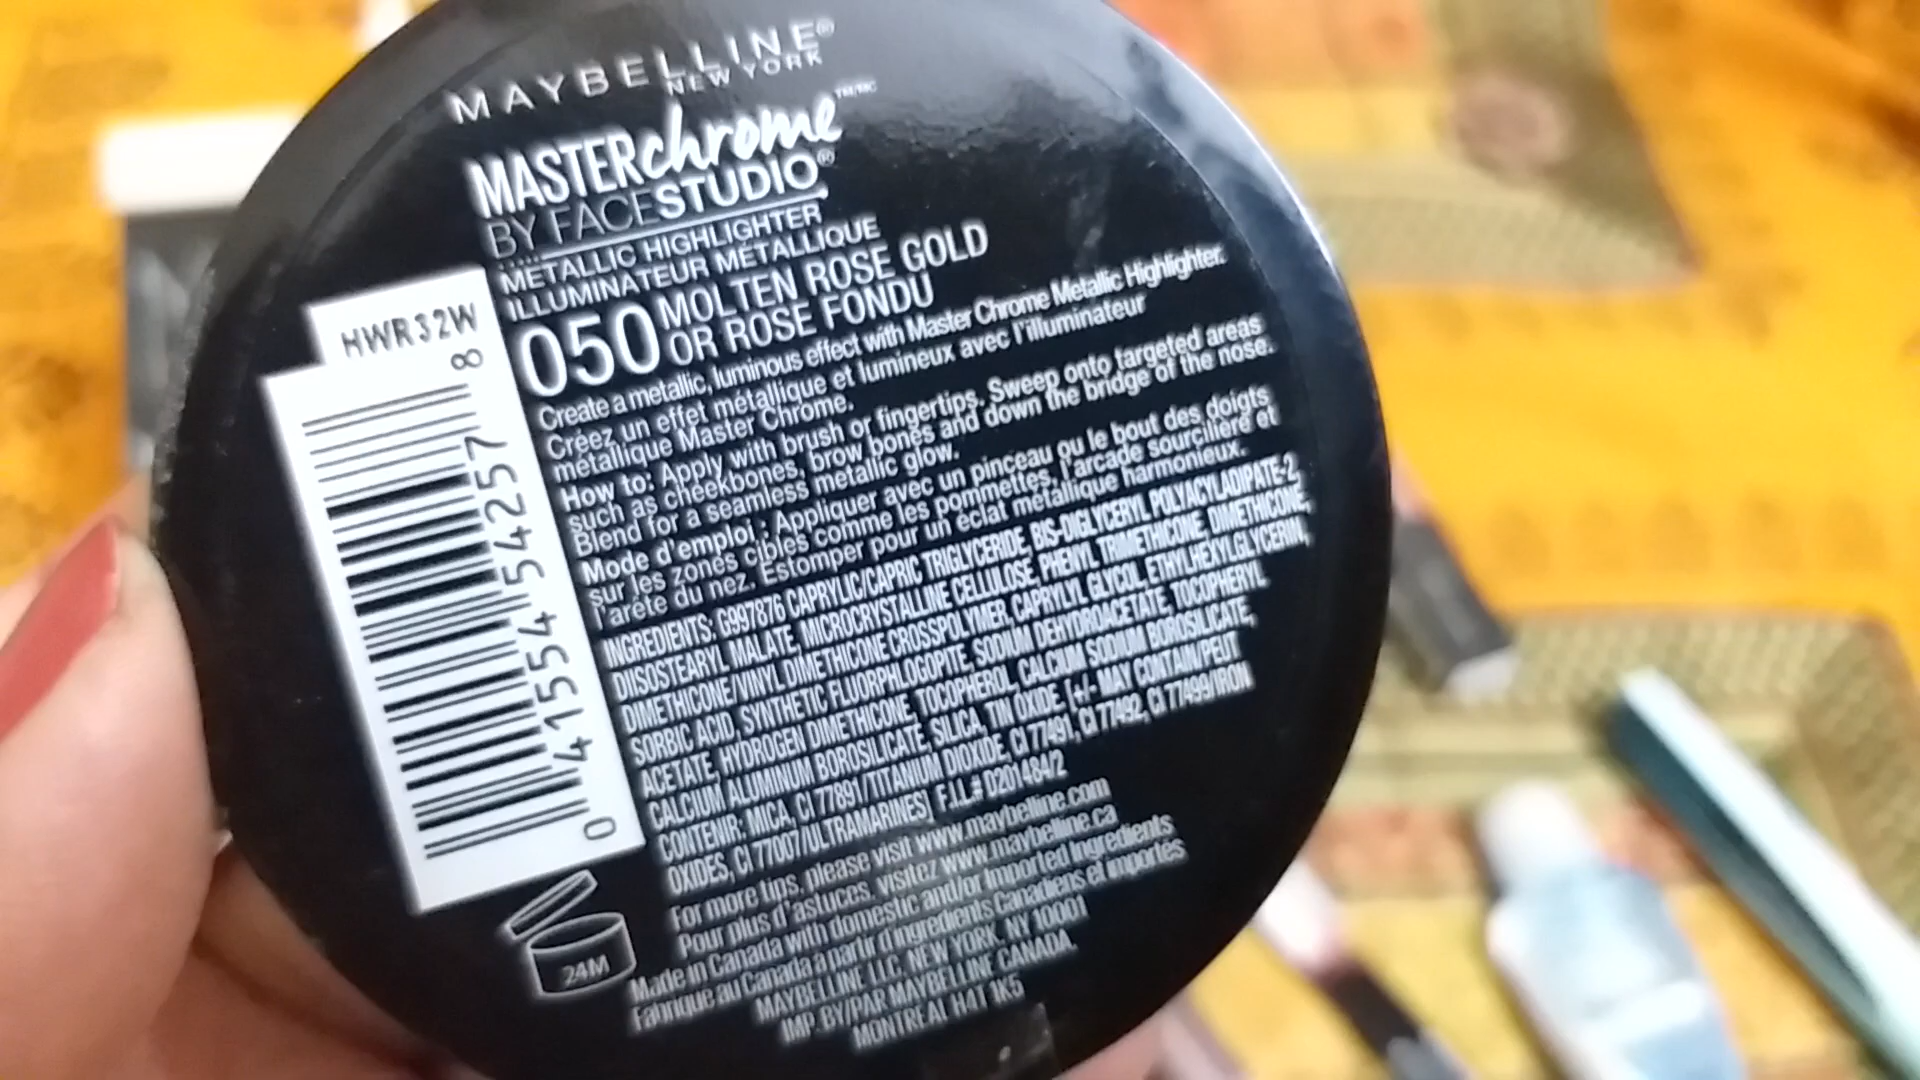 MAYBELLINE®
NEW YORK
MASTERchrome™/MC
BY FACESTUDIO®
METALLIC HIGHLIGHTER
ILLUMINATEUR MÉTALLIQUE
050 MOLTEN ROSE GOLD
OR ROSE FONDU
Create a metallic, luminous effect with Master Chrome Metallic Highlighter.
Créez un effet métallique et lumineux avec l'illuminateur
métallique Master Chrome.
How to: Apply with brush or fingertips. Sweep onto targeted areas
such as cheekbones, brow bones and down the bridge of the nose.
Blend for a seamless metallic glow.
Mode d'emploi : Appliquer avec un pinceau ou le bout des doigts
sur les zones cibles comme les pommettes, l'arcade sourcilière et
l'arête du nez. Estomper pour un éclat métallique harmonieux.
INGREDIENTS: G997876 CAPRYLIC/CAPRIC TRIGLYCERIDE, BIS-DIGLYCERYL POLYACYLADIPATE-2,
DIISOSTEARYL MALATE, MICROCRYSTALLINE CELLULOSE, PHENYL TRIMETHICONE, DIMETHICONE,
DIMETHICONE/VINYL DIMETHICONE CROSSPOLYMER, CAPRYLYL GLYCOL, ETHYLHEXYLGLYCERIN,
SORBIC ACID, SYNTHETIC FLUORPHLOGOPITE, SODIUM DEHYDROACETATE, TOCOPHERYL
ACETATE, HYDROGEN DIMETHICONE, TOCOPHEROL, CALCIUM SODIUM BOROSILICATE,
CALCIUM ALUMINUM BOROSILICATE, SILICA, TIN OXIDE. [+/- MAY CONTAIN/PEUT
CONTENIR: MICA, CI 77891/TITANIUM DIOXIDE, CI 77491, CI 77492, CI 77499/IRON
OXIDES, CI 77007/ULTRAMARINES] F.I.L.# D201484/2
For more tips, please visit www.maybelline.com
Pour plus d'astuces, visitez www.maybelline.ca
Made in Canada with domestic and/or imported ingredients
Fabriqué au Canada à partir d'ingrédients Canadiens et importés
MAYBELLINE LLC, NEW YORK, NY 10001
IMP. BY/PAR MAYBELLINE CANADA,
MONTREAL H4T 1K5
HWR32W
0 41554 54257 8
24M